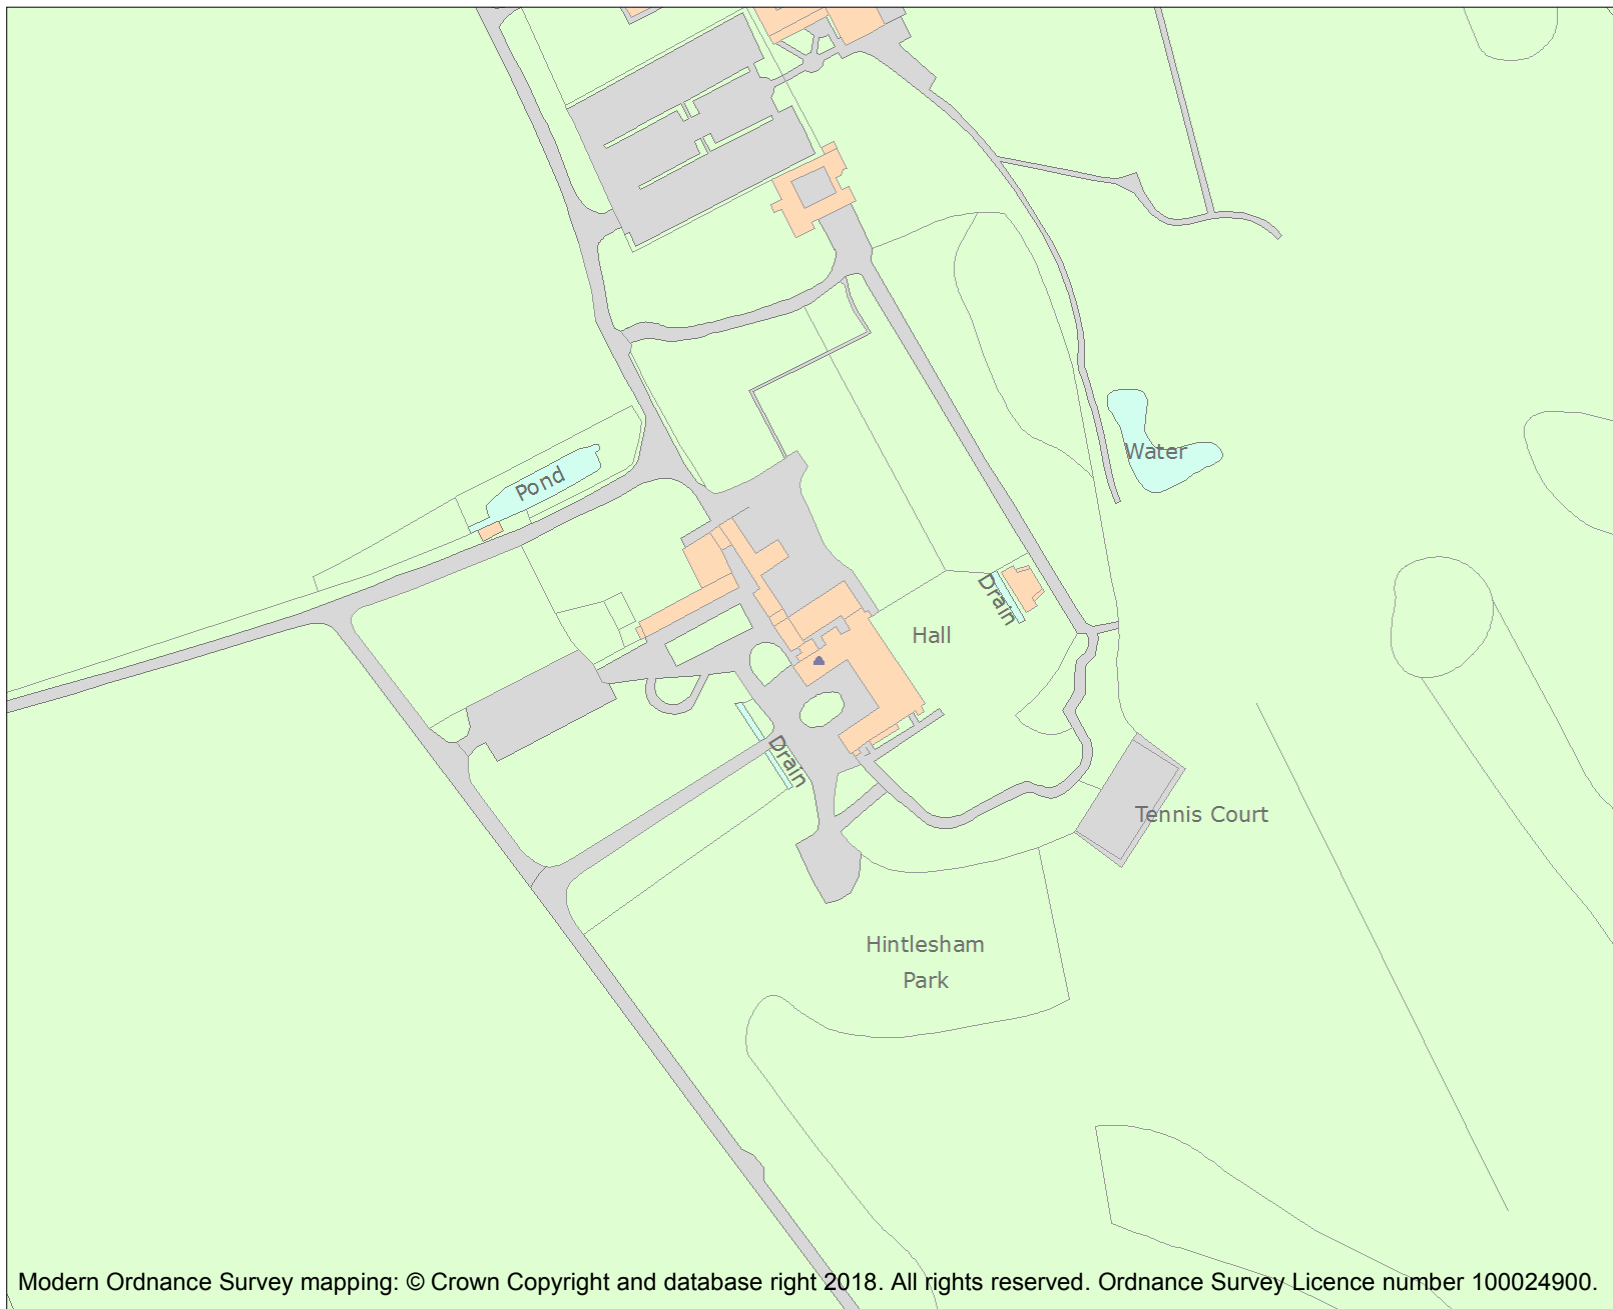 Water
Pond
Drain
Hall
Drain
Tennis Court
Hintlesham
Park
Modern Ordnance Survey mapping: © Crown Copyright and database right 2018. All rights reserved. Ordnance Survey Licence number 100024900.